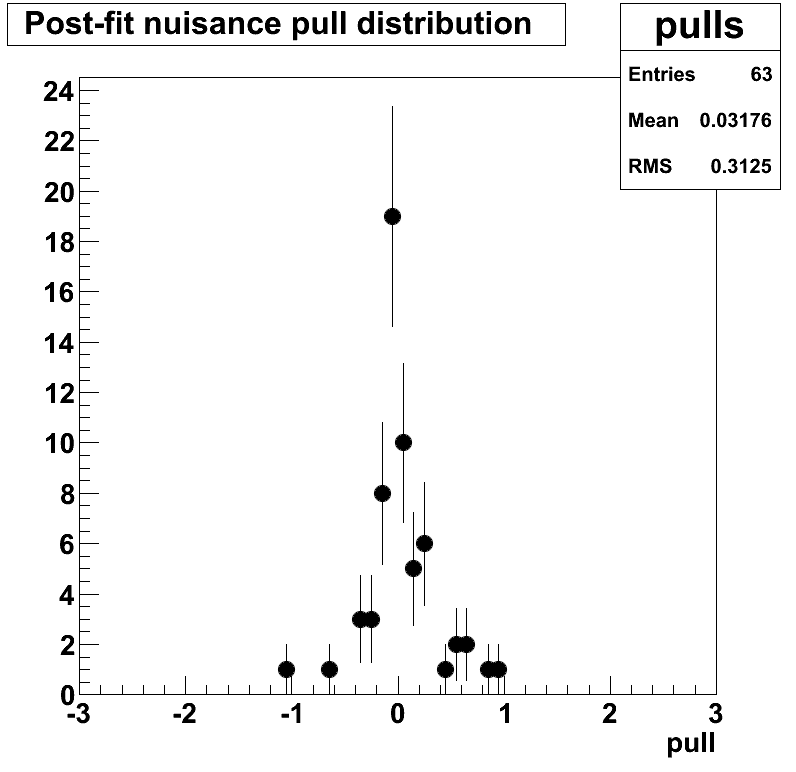 Post-fit nuisance pull distribution
pulls
Entries 63
Mean 0.03176
RMS 0.3125
24
22
20
18
16
14
12
10
8
6
4
2
0
-3 -2 -1 0 1 2 3
pull